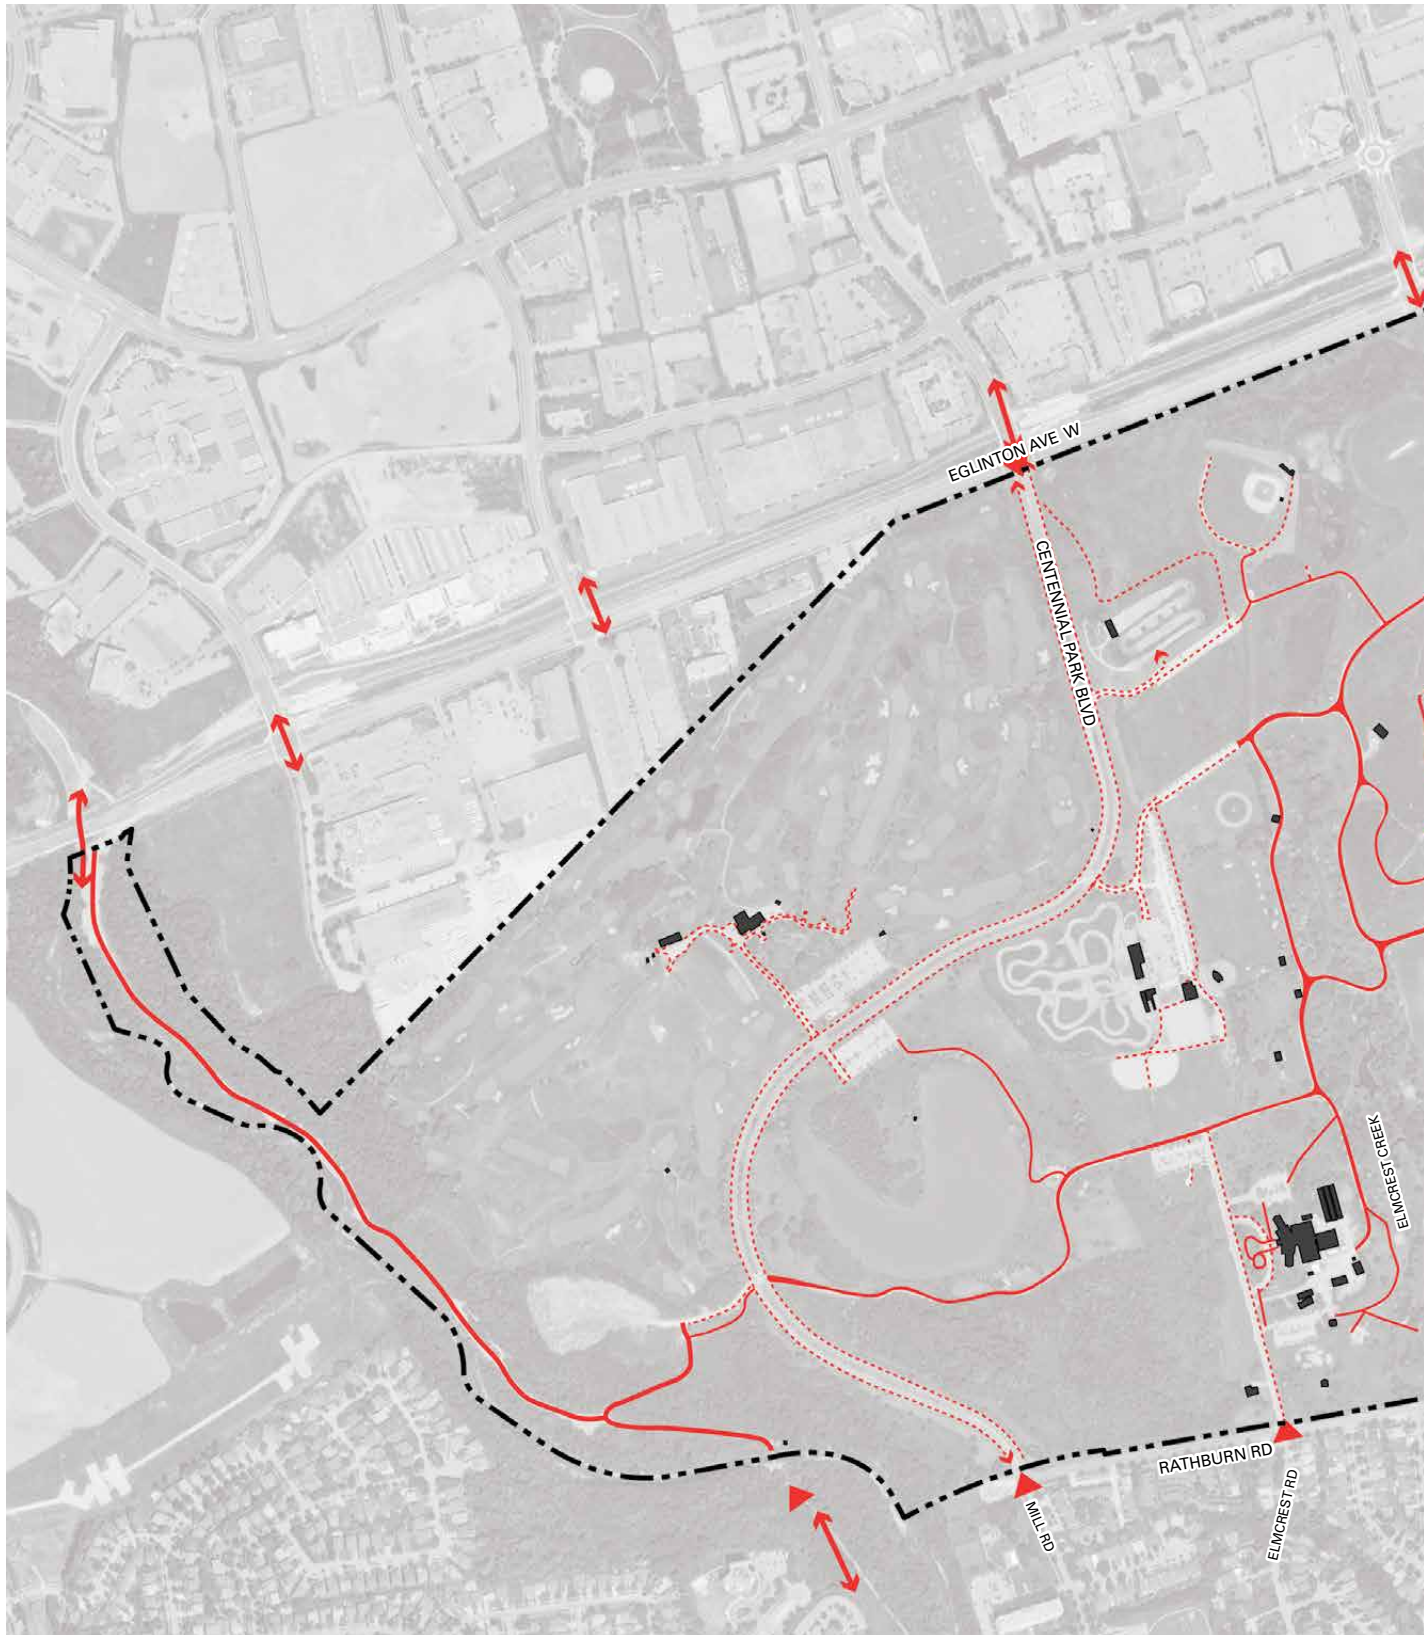 EGLINTON AVE W
CENTENNIAL PARK BLVD
ELMCREST CREEK
RATHBURN RD
MILL RD
ELMCREST RD